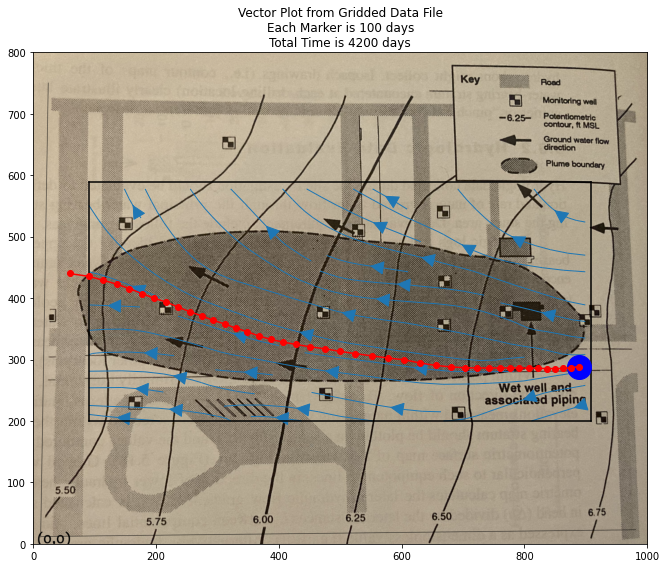 Vector Plot from Gridded Data File
Each Marker is 100 days
Total Time is 4200 days
800
700
600
500
400
300
200
100
0
0
200
400
600
800
1000
Key
Road
Monitoring well
6.25
Potentiometric
contour, ft MSL
Ground water flow
direction
Plume boundary
Wet well and
associated piping
5.50
5.75
6.00
6.25
6.50
6.75
(0,0)